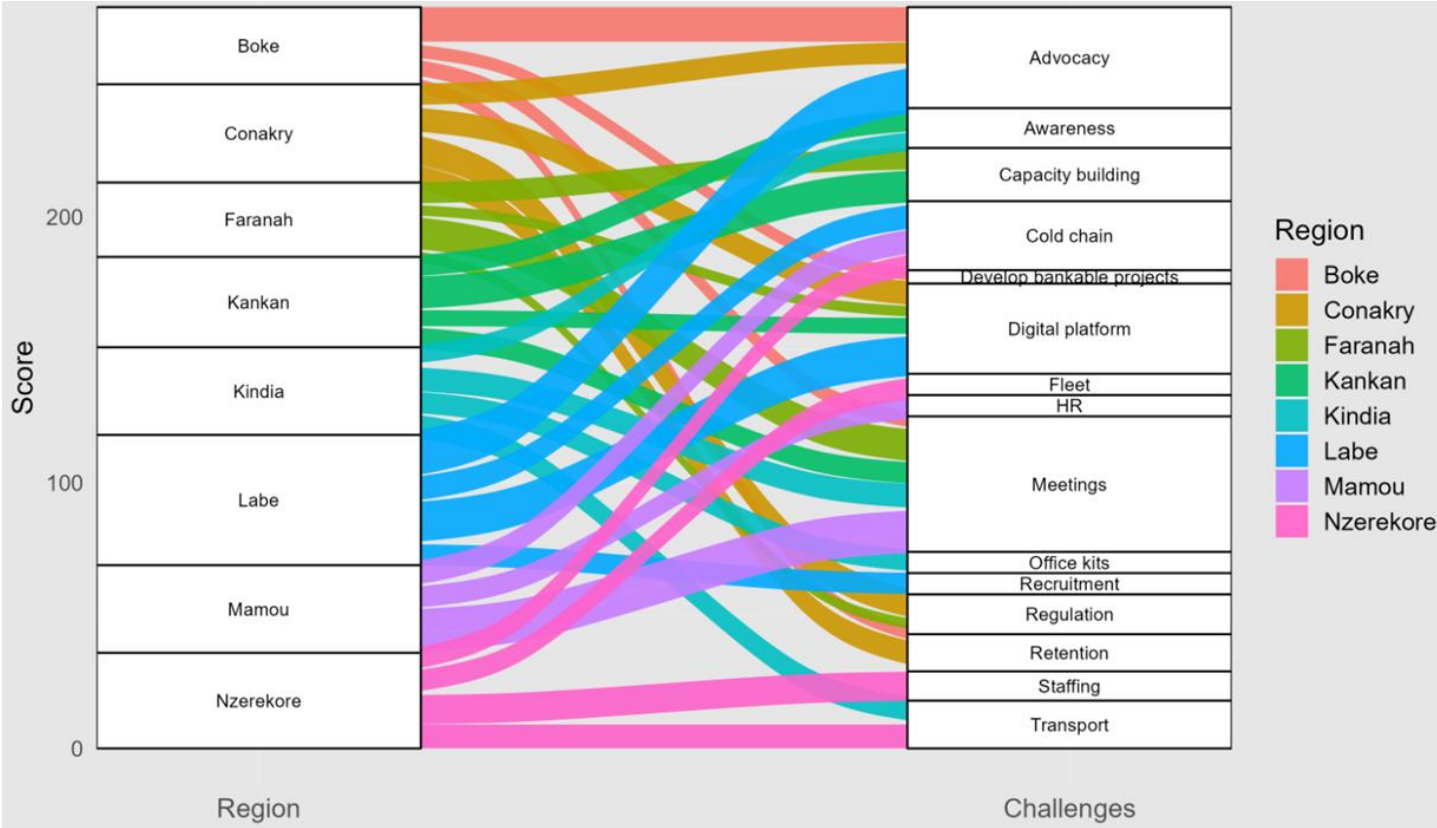 Score
200
100
0
Boke
Conakry
Faranah
Kankan
Kindia
Labe
Mamou
Nzerekore
Advocacy
Awareness
Capacity building
Cold chain
Develop bankable projects
Digital platform
Fleet
HR
Meetings
Office kits
Recruitment
Regulation
Retention
Staffing
Transport
Region
Challenges
Region
Boke
Conakry
Faranah
Kankan
Kindia
Labe
Mamou
Nzerekore